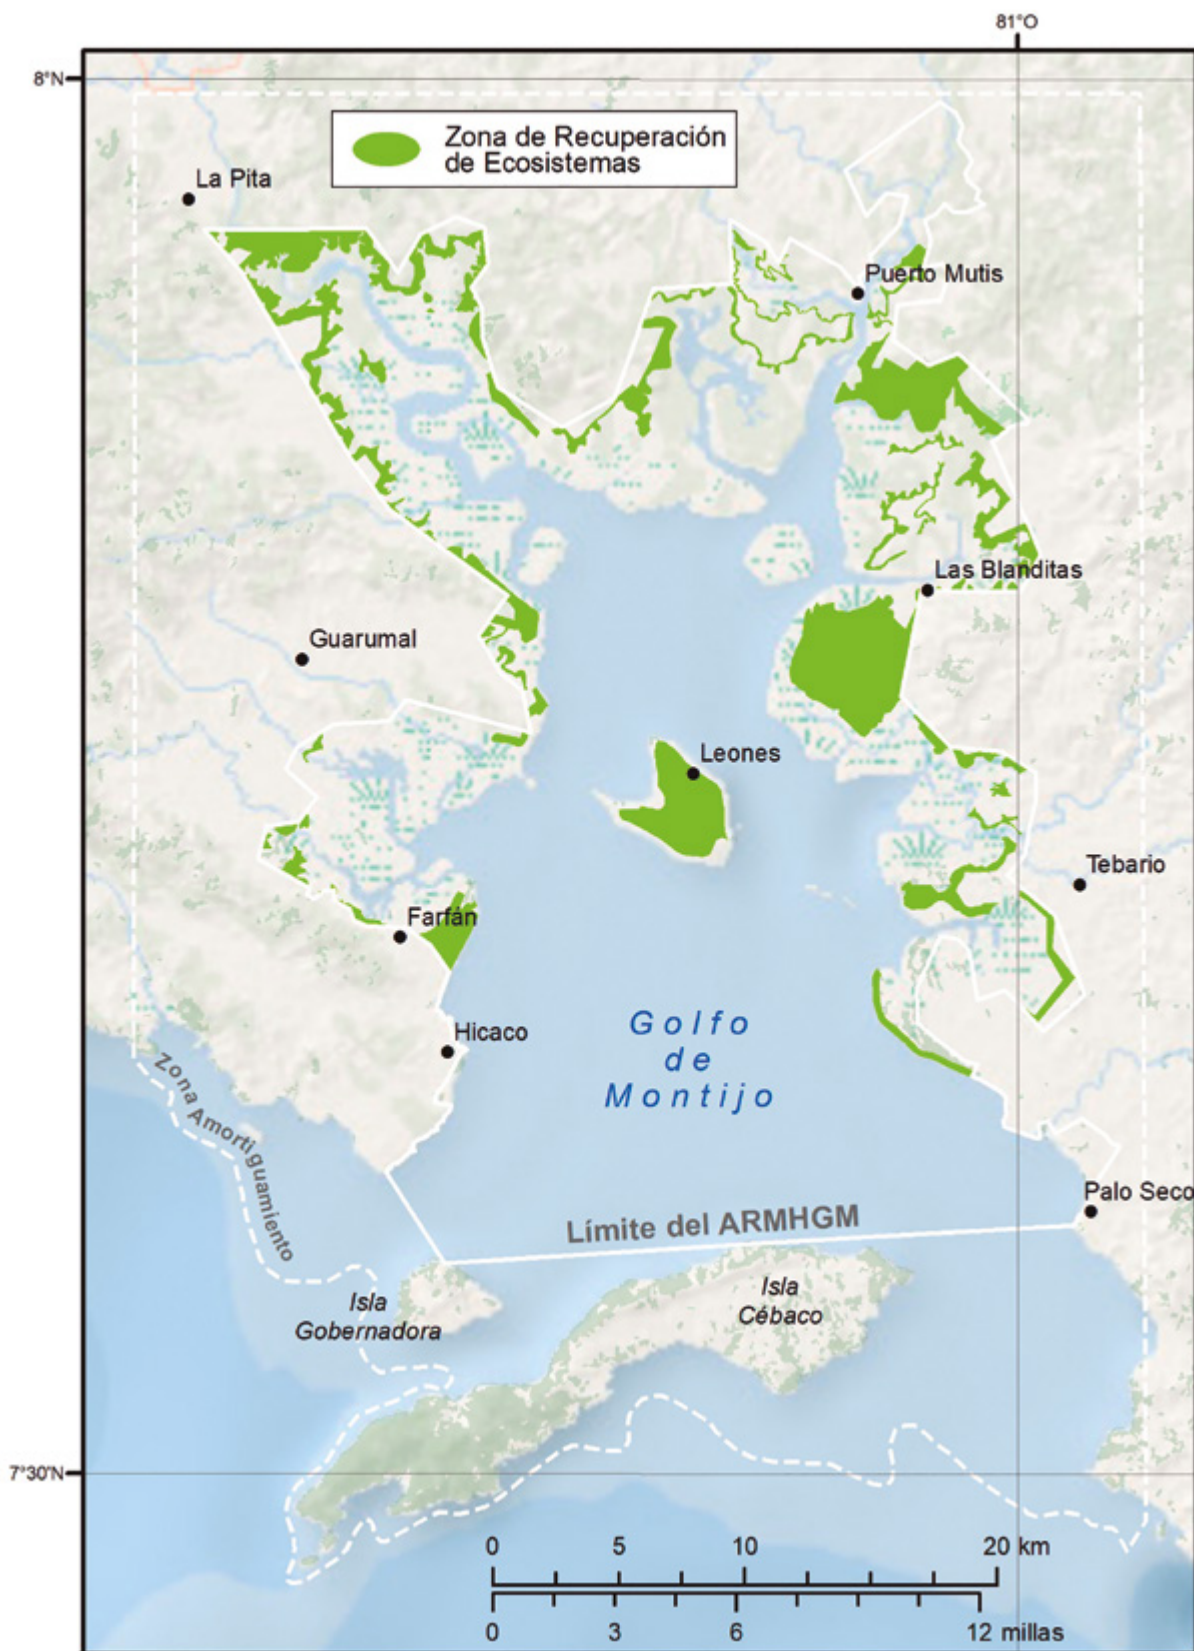 81°O
8°N
Zona de Recuperación
de Ecosistemas
La Pita
Puerto Mutis
Las Blanditas
Guarumal
Leones
Tebario
Farfán
Golfo
de
Montijo
Hicaco
Zona Amortiguamiento
Palo Seco
Límite del ARMHGM
Isla
Gobernadora
Isla
Cébaco
7°30'N
0 5 10 20 km
0 3 6 12 millas